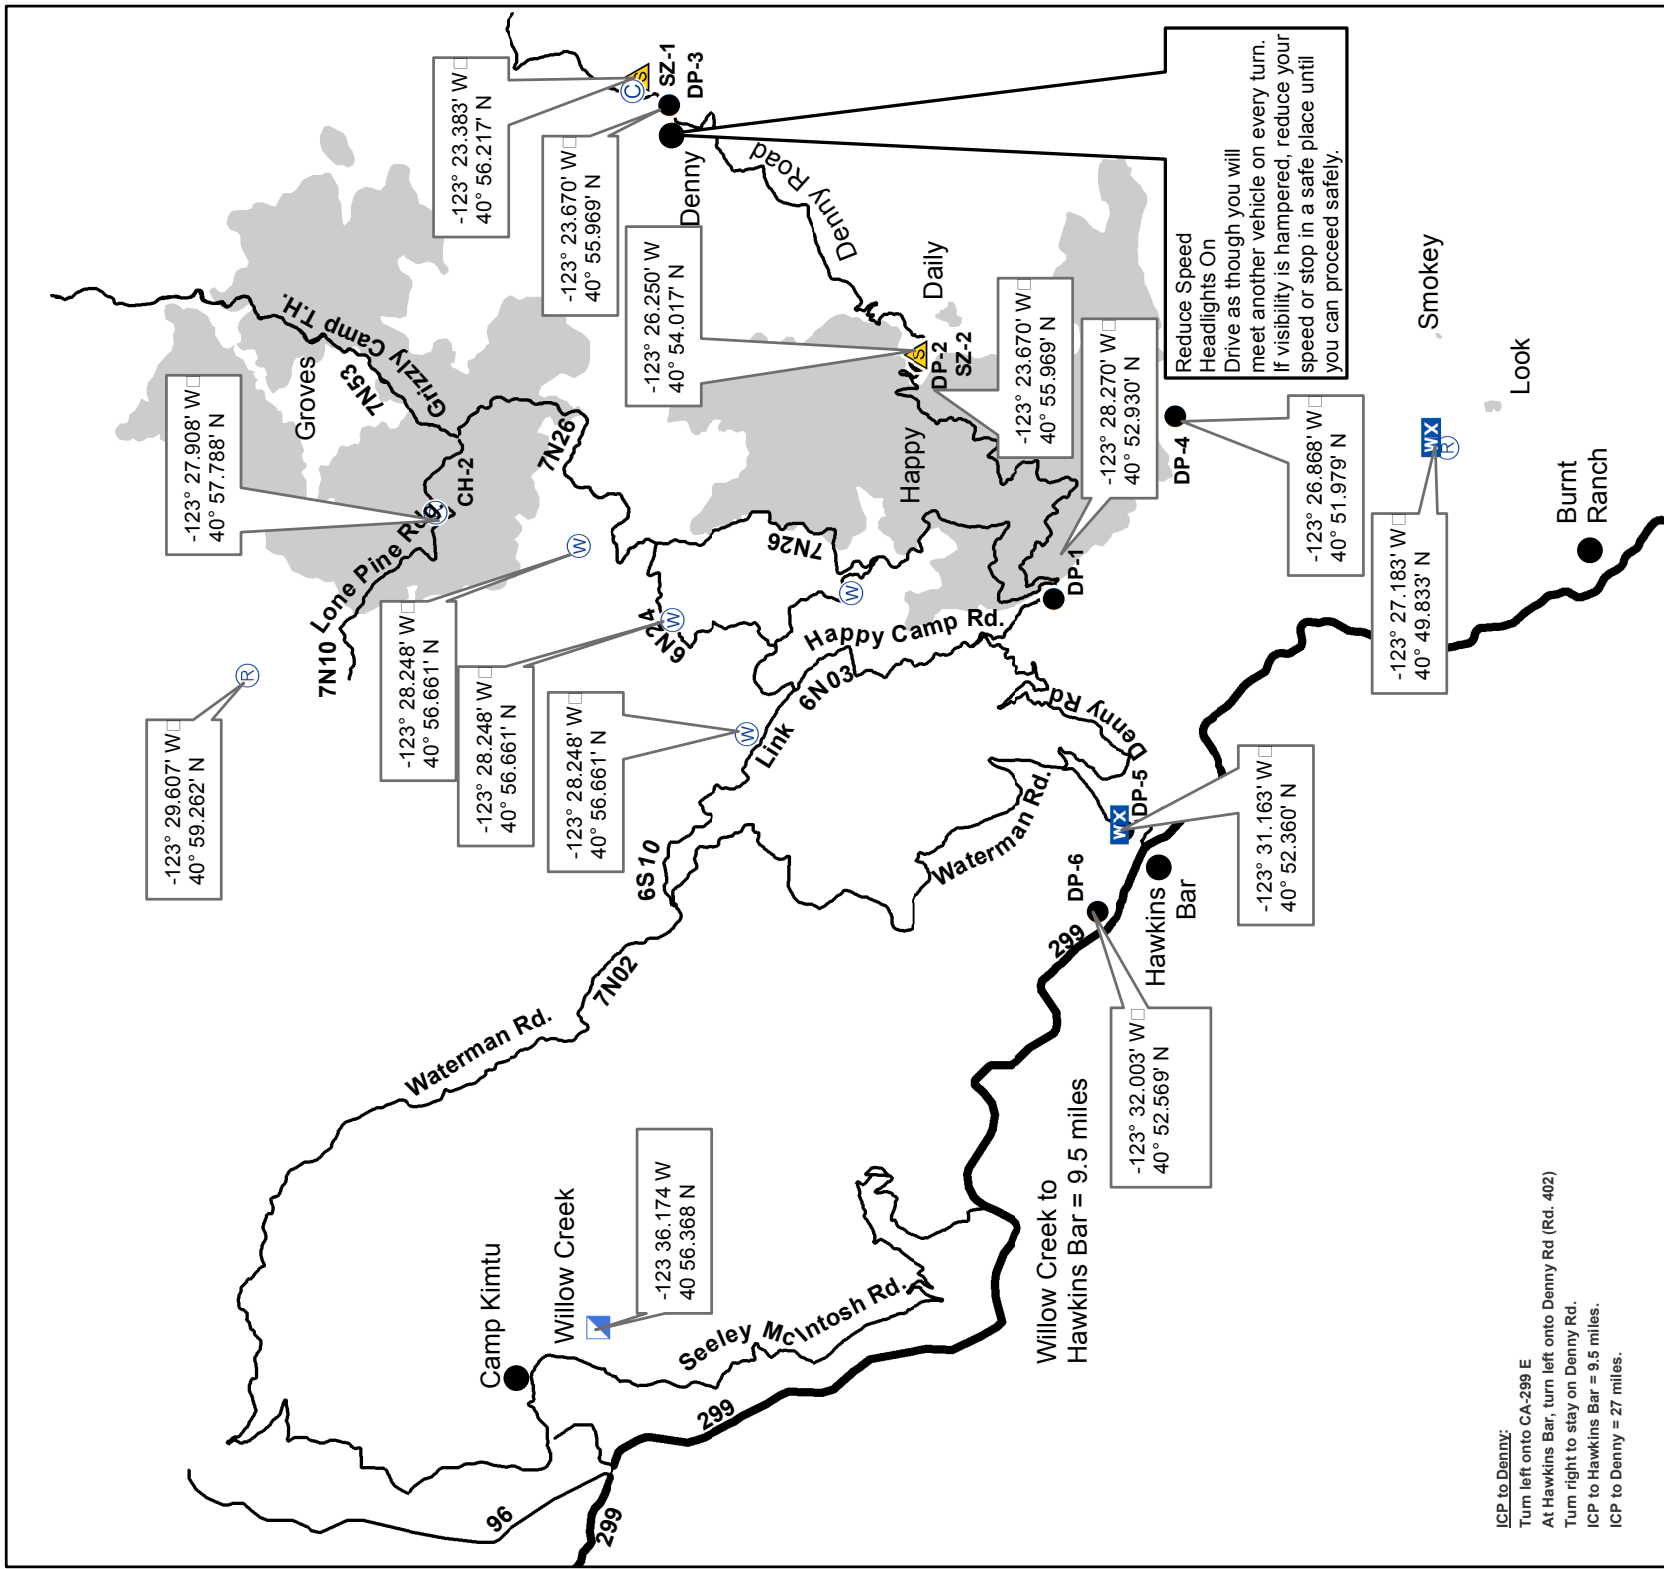 96
299
299
299
Camp Kimtu
Willow Creek
-123 36.174 W
40 56.368 N
Seeley McIntosh Rd.
Willow Creek to
Hawkins Bar = 9.5 miles
Waterman Rd.
7N02
6S10
Link
6N03
Happy Camp Rd.
Waterman Rd.
Denny Rd
DP-6
-123° 32.003' W
40° 52.569' N
Hawkins
Bar
WX
DP-5
-123° 31.163' W
40° 52.360' N
R
-123° 29.607' W
40° 59.262' N
7N10 Lone Pine Rdg.
W
-123° 28.248' W
40° 56.661' N
W
-123° 28.248' W
40° 56.661' N
W
-123° 28.248' W
40° 56.661' N
W
6N24
7N26
7N26
CH-2
-123° 27.908' W
40° 57.788' N
Groves
7N53
Grizzly Camp T.H.
DP-1
-123° 28.270' W
40° 52.930' N
Happy
-123° 23.670' W
40° 55.969' N
S
DP-2
SZ-2
-123° 26.250' W
40° 54.017' N
Daily
Denny Road
Denny
-123° 23.670' W
40° 55.969' N
-123° 23.383' W
40° 56.217' N
C
S
SZ-1
DP-3
Reduce Speed
Headlights On
Drive as though you will
meet another vehicle on every turn.
If visibility is hampered, reduce your
speed or stop in a safe place until
you can proceed safely.
DP-4
-123° 26.868' W
40° 51.979' N
WX
R
-123° 27.183' W
40° 49.833' N
Smokey
Look
Burnt
Ranch
ICP to Denny:
Turn left onto CA-299 E
At Hawkins Bar, turn left onto Denny Rd (Rd. 402)
Turn right to stay on Denny Rd.
ICP to Hawkins Bar = 9.5 miles.
ICP to Denny = 27 miles.